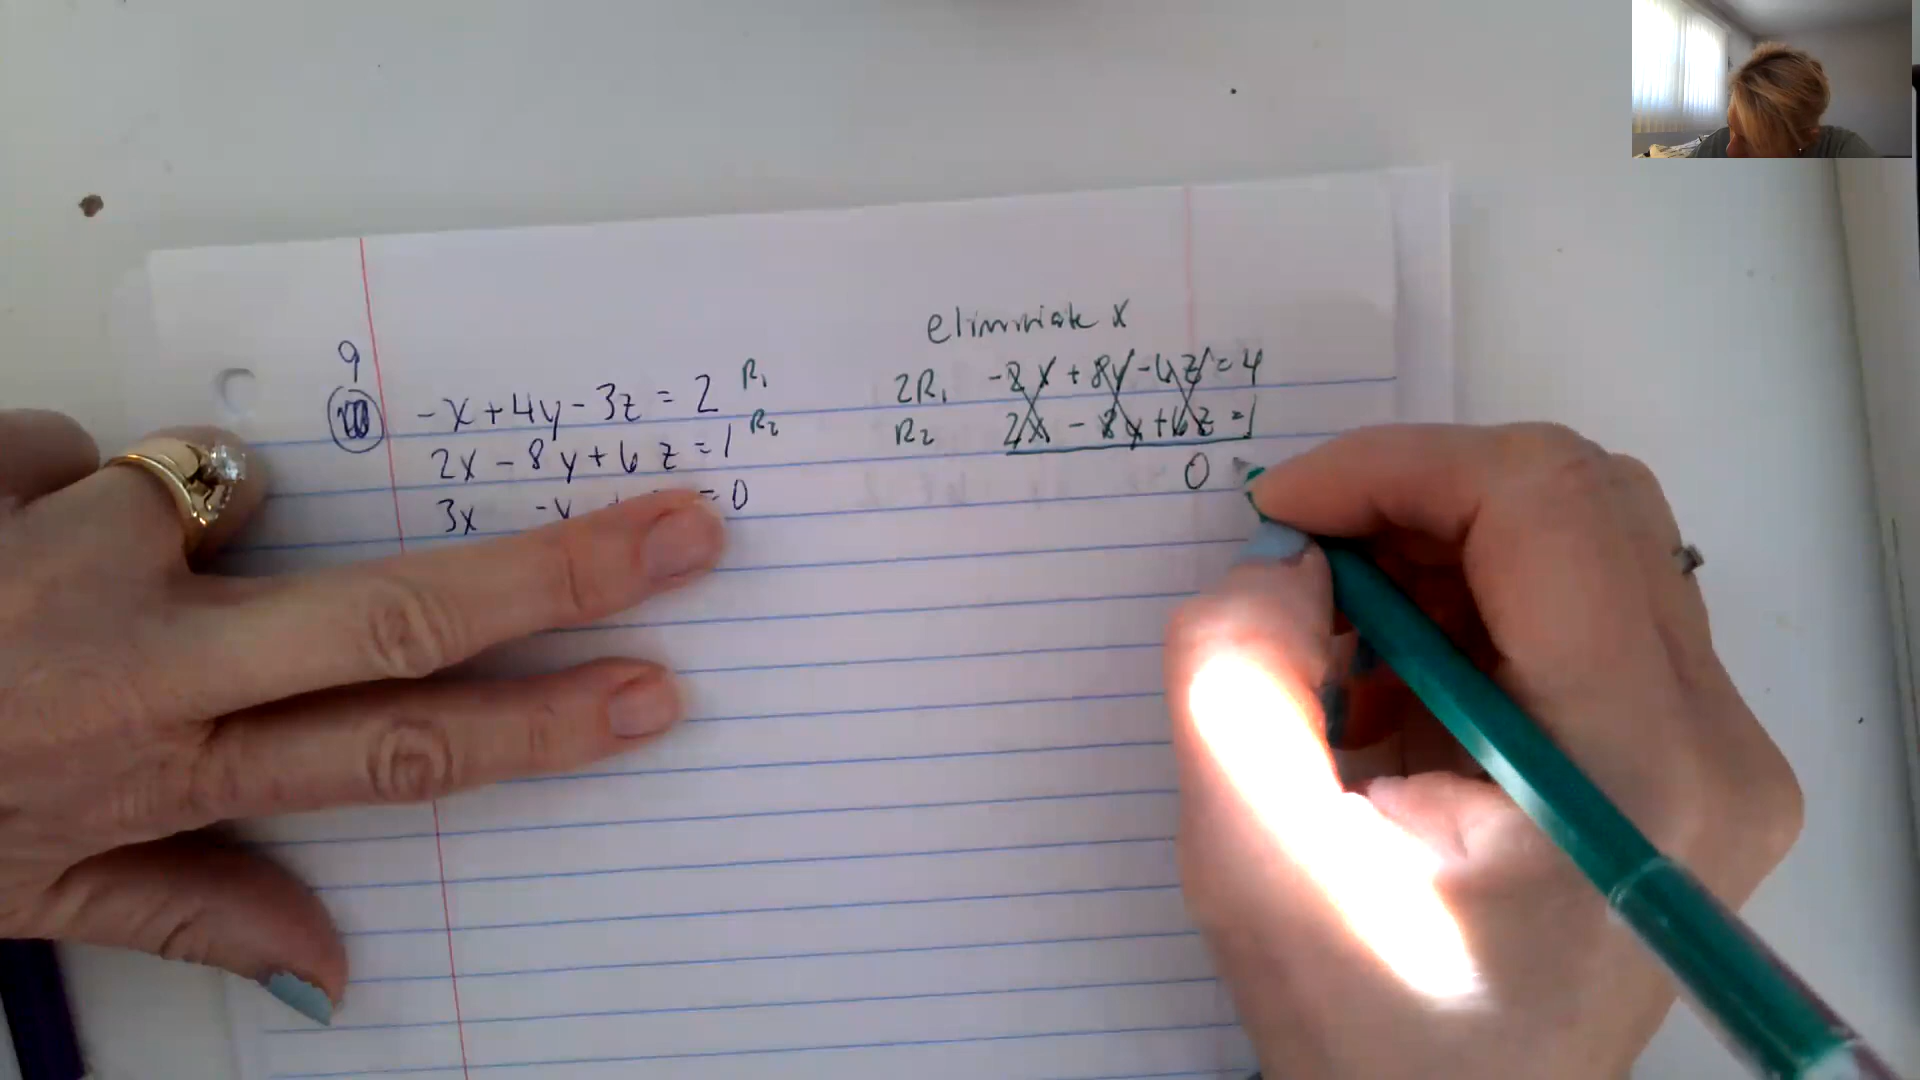 9
-x + 4y - 3z = 2 R₁
2x - 8y + 6z = 1 R₂
3x - y + = 0
eliminate x
2R₁ -2x + 8y - 6z = 4
R₂ 2x - 8y + 6z = 1
0